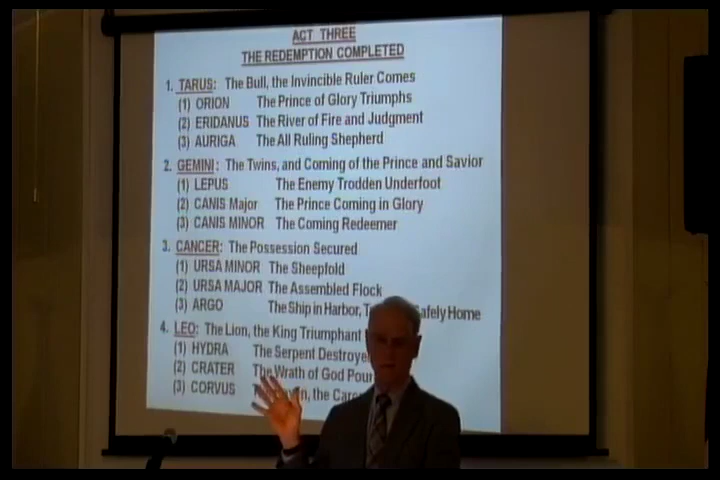 ACT THREE
THE REDEMPTION COMPLETED
1. TARUS: The Bull, the Invincible Ruler Comes
(1) ORION The Prince of Glory Triumphs
(2) ERIDANUS The River of Fire and Judgment
(3) AURIGA The All Ruling Shepherd
2. GEMINI: The Twins, and Coming of the Prince and Savior
(1) LEPUS The Enemy Trodden Underfoot
(2) CANIS Major The Prince Coming in Glory
(3) CANIS MINOR The Coming Redeemer
3. CANCER: The Possession Secured
(1) URSA MINOR The Sheepfold
(2) URSA MAJOR The Assembled Flock
(3) ARGO The Ship in Harbor, Safely Home
4. LEO: The Lion, the King Triumphant
(1) HYDRA The Serpent
(2) CRATER The Wrath of God
(3) CORVUS the